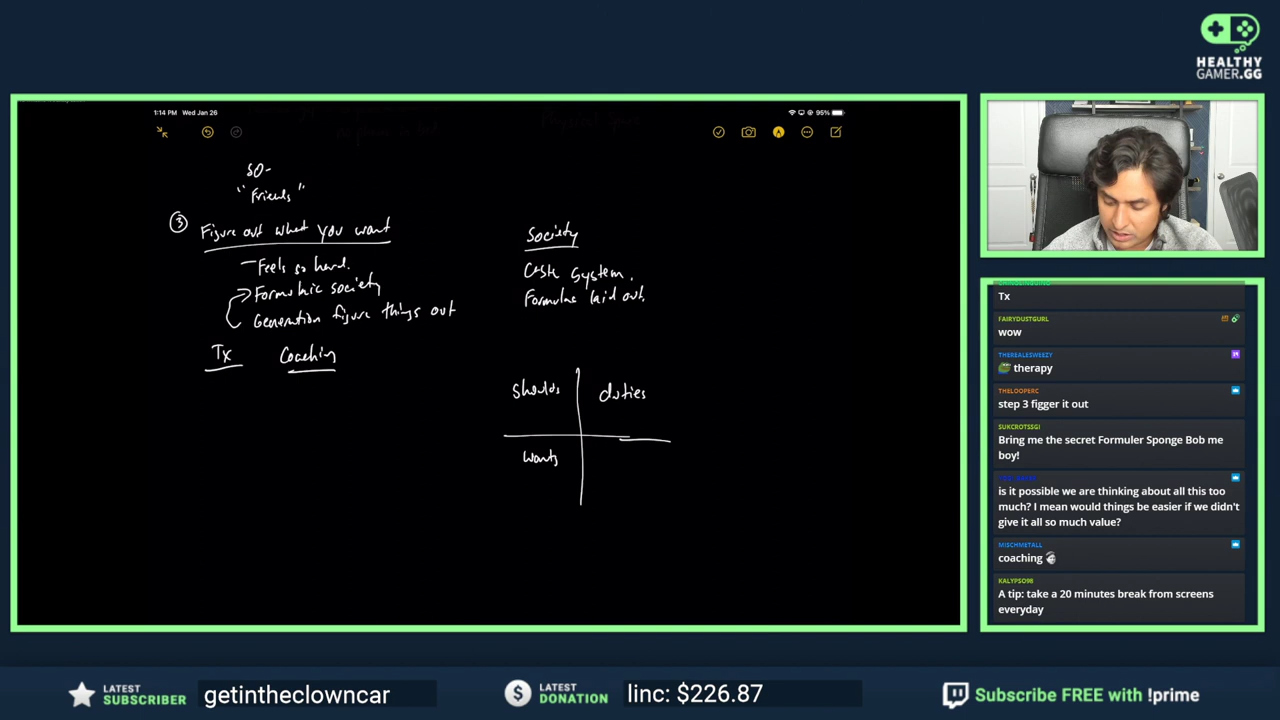 HEALTHY
GAMER.GG
1:14 PM Wed Jan 26
95%
SO-
"Friends"
③ Figure out what you want
- Feels so hard.
Formulaic society
Generation figure things out
Tx Coaching
Society
Caste System.
Formulae laid out.
shoulds duties
wants
Tx
FAIRYDUSTGURL
wow
THEREALESWEEZY
therapy
THELOOPERC
step 3 figger it out
SUKCROTSSGI
Bring me the secret Formuler Sponge Bob me
boy!
is it possible we are thinking about all this too
much? I mean would things be easier if we didn't
give it all so much value?
MISCHMETALL
coaching
KALYPSO98
A tip: take a 20 minutes break from screens
everyday
LATEST
SUBSCRIBER
getintheclowncar
LATEST
DONATION
linc: $226.87
Subscribe FREE with !prime